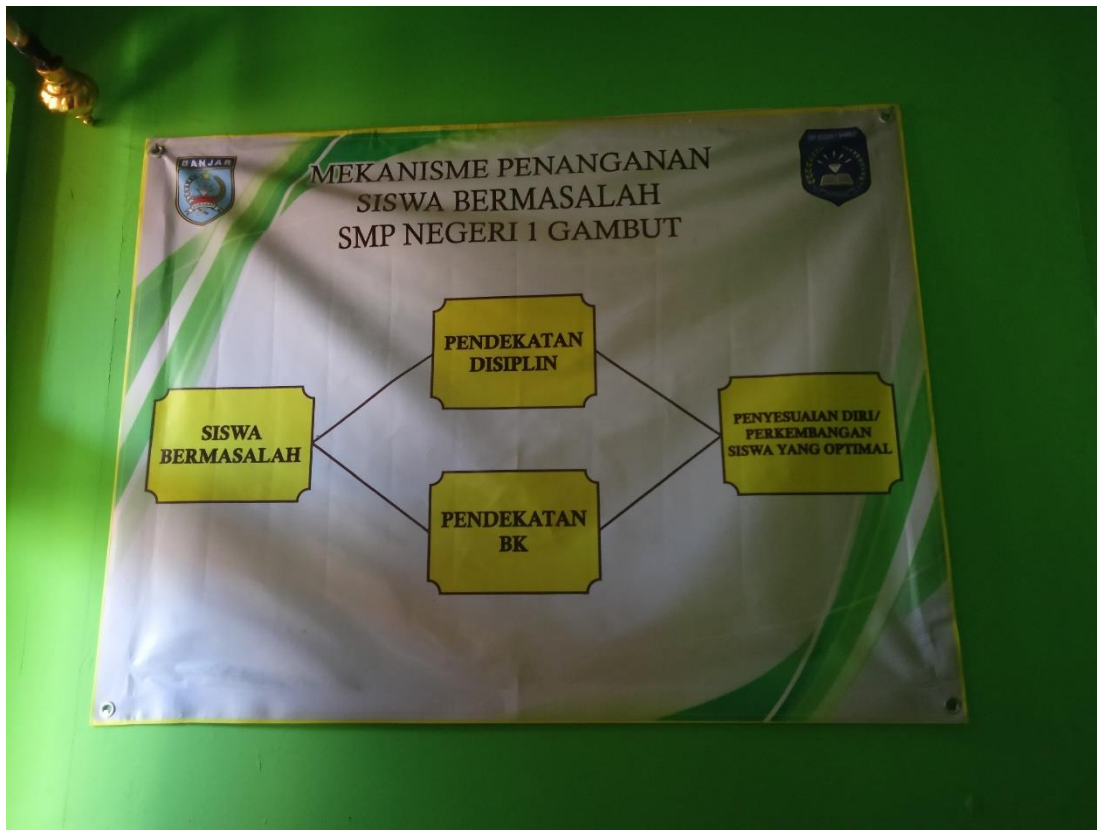 BANJAR
MEKANISME PENANGANAN
SISWA BERMASALAH
SMP NEGERI 1 GAMBUT
PENDEKATAN
DISIPLIN
SISWA
BERMASALAH
PENYESUAIAN DIRI/
PERKEMBANGAN
SISWA YANG OPTIMAL
PENDEKATAN
BK